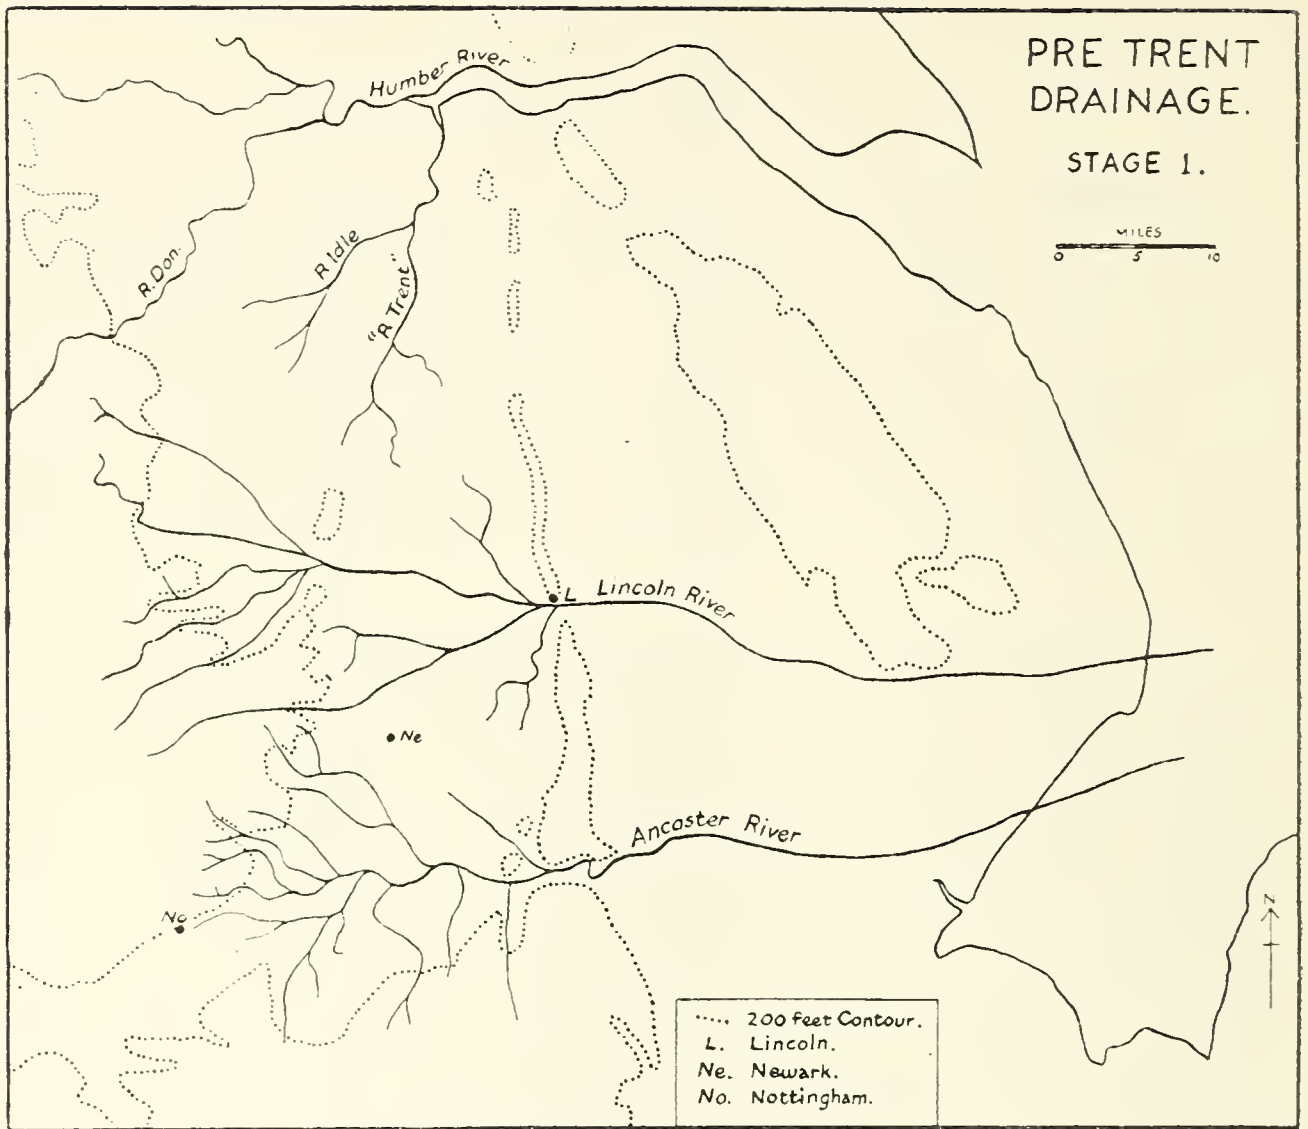 PRE TRENT
DRAINAGE.
STAGE 1.
MILES
0 5 10
Humber River
R. Don.
R Idle
"R Trent"
L Lincoln River
Ne
Ancaster River
No
N
..... 200 feet Contour.
L. Lincoln.
Ne. Newark.
No. Nottingham.